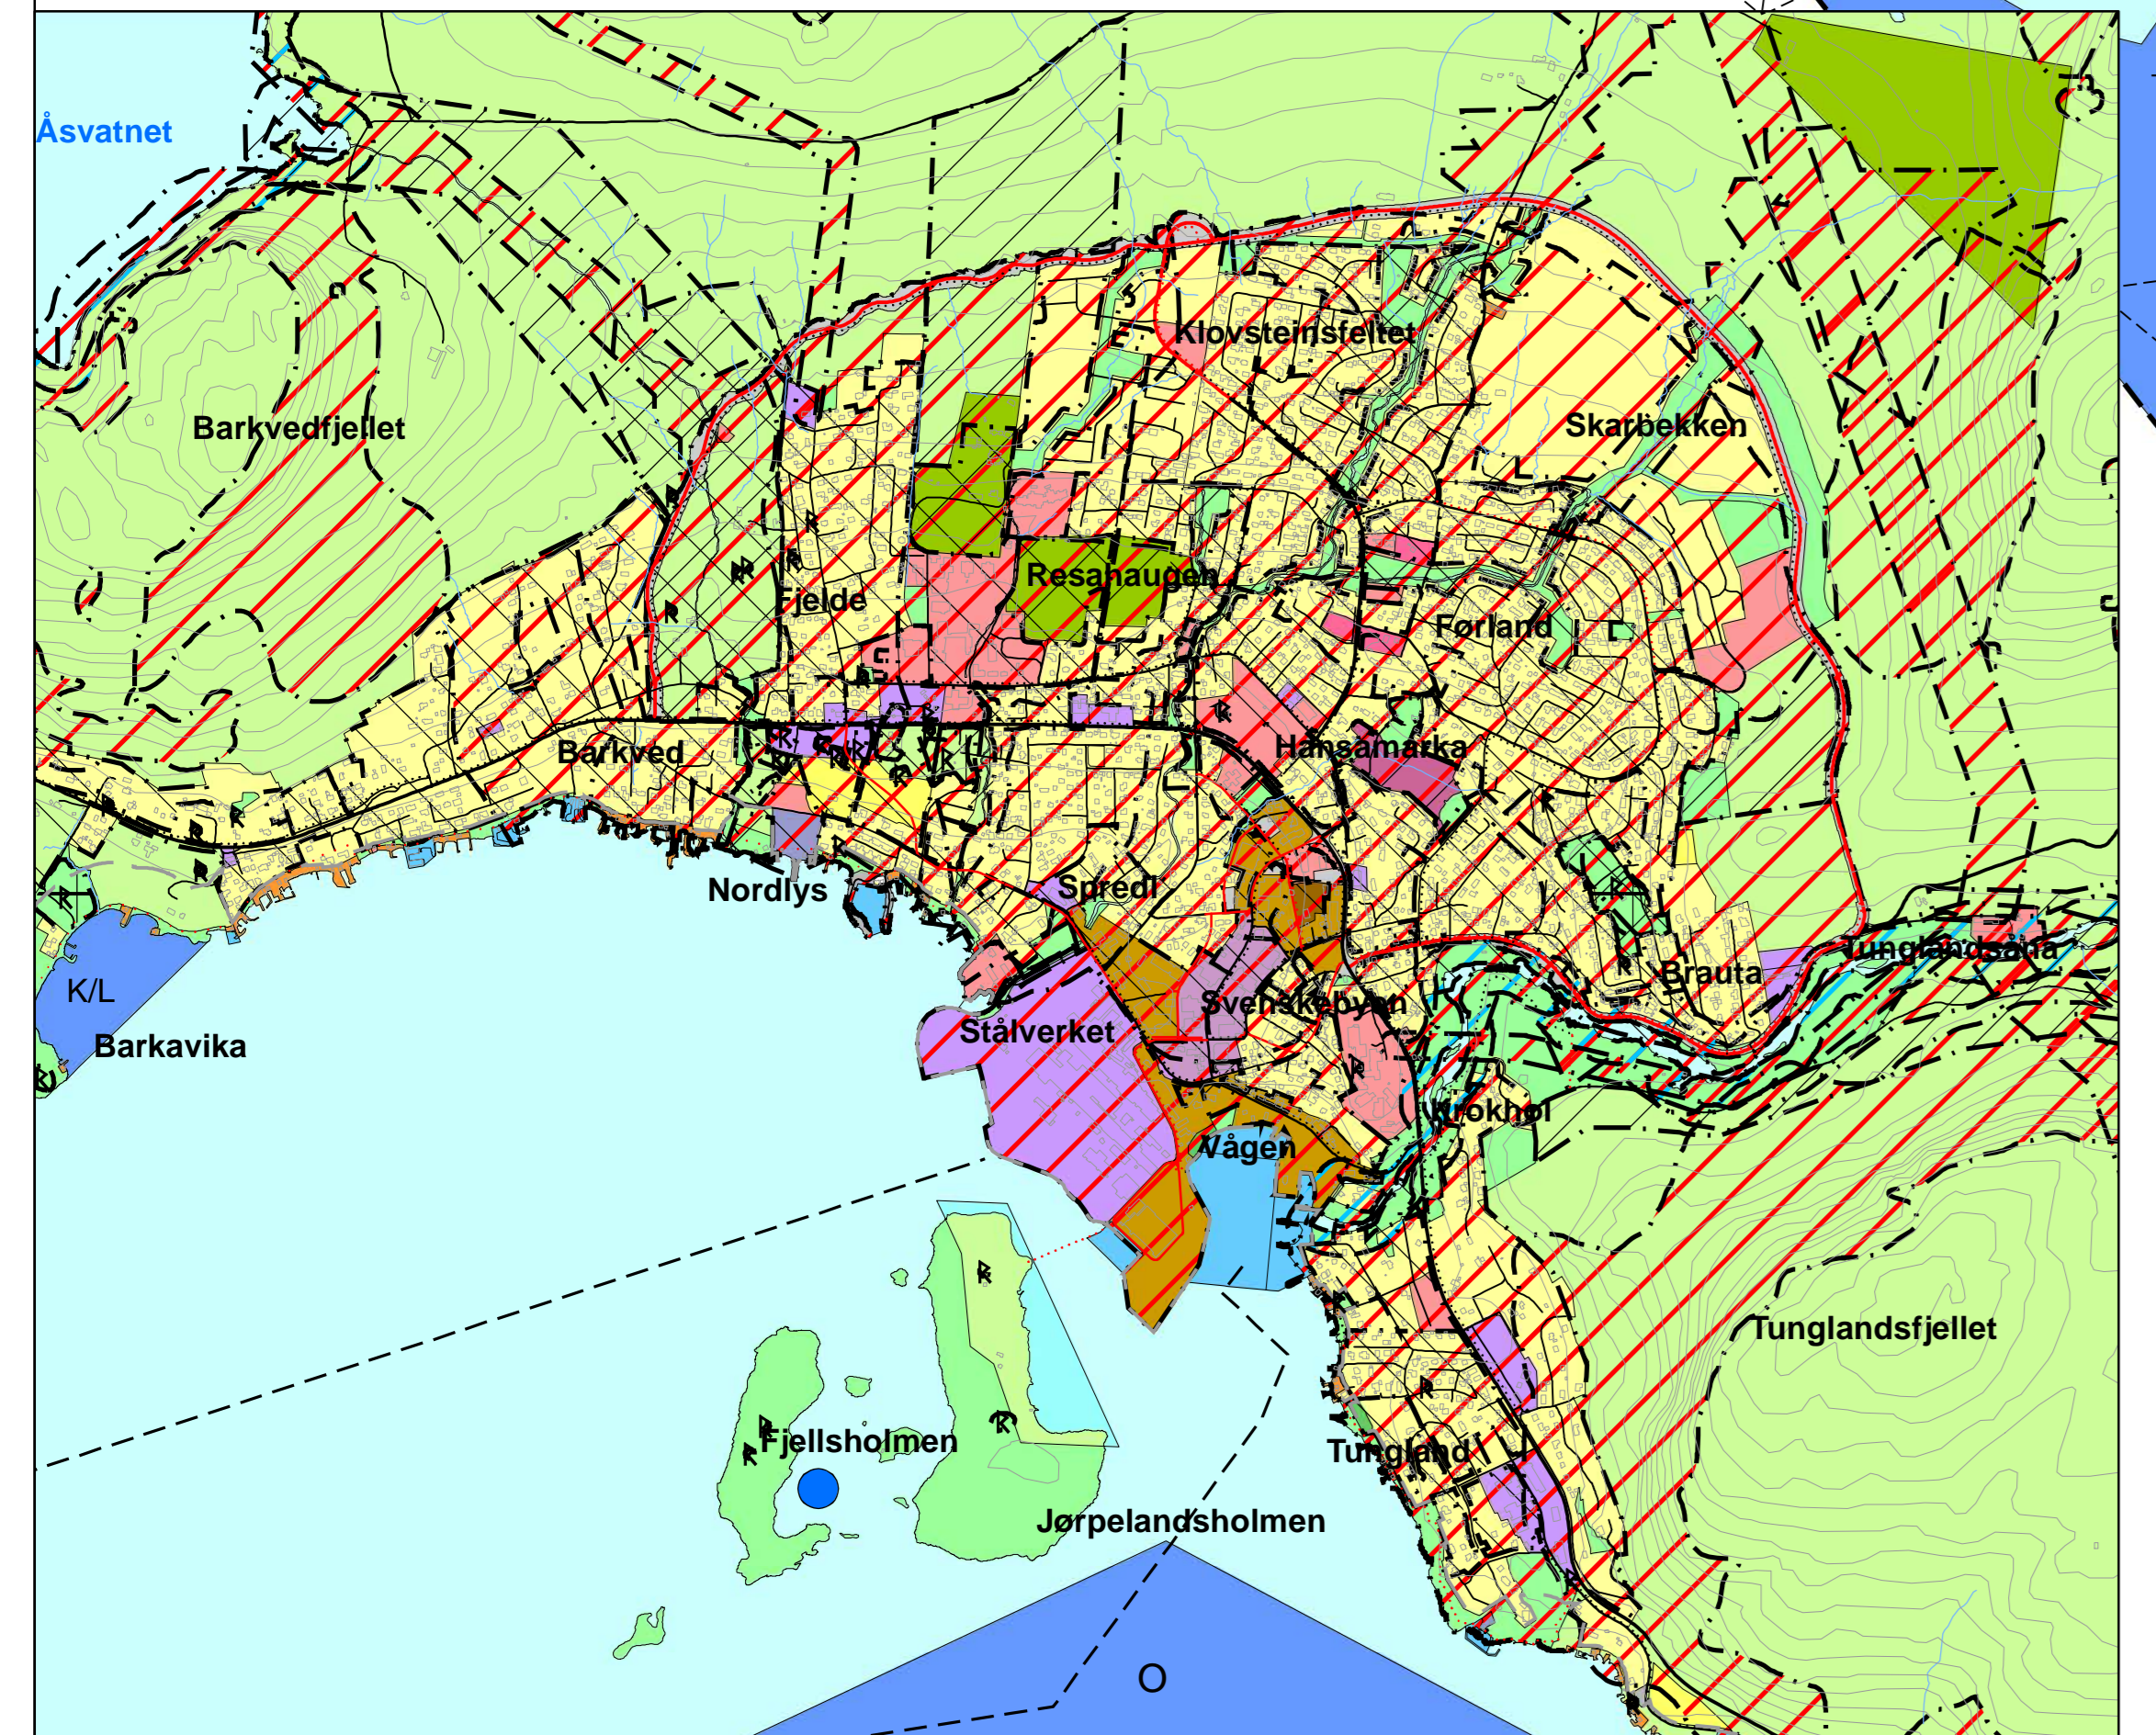 Åsvatnet
Klovsteinsfeltet
Barkvedfjellet
Skarbekken
Resahaugen
Fjelde
Førland
Barkved
Hansamarka
Nordlys
Spredl
Tunglandsåna
Brauta
K/L
Svenskebyen
Stålverket
Barkavika
Krokhol
Vågen
Tunglandsfjellet
Fjellsholmen
Tungland
Jørpelandsholmen
O